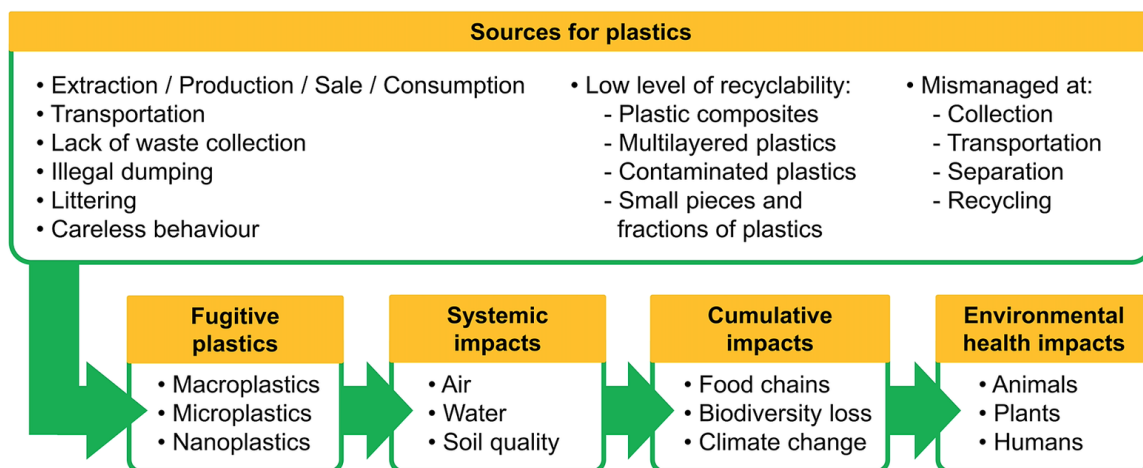 Sources for plastics
• Extraction / Production / Sale / Consumption
• Transportation
• Lack of waste collection
• Illegal dumping
• Littering
• Careless behaviour
• Low level of recyclability:
- Plastic composites
- Multilayered plastics
- Contaminated plastics
- Small pieces and
fractions of plastics
• Mismanaged at:
- Collection
- Transportation
- Separation
- Recycling
Fugitive
plastics
• Macroplastics
• Microplastics
• Nanoplastics
Systemic
impacts
• Air
• Water
• Soil quality
Cumulative
impacts
• Food chains
• Biodiversity loss
• Climate change
Environmental
health impacts
• Animals
• Plants
• Humans